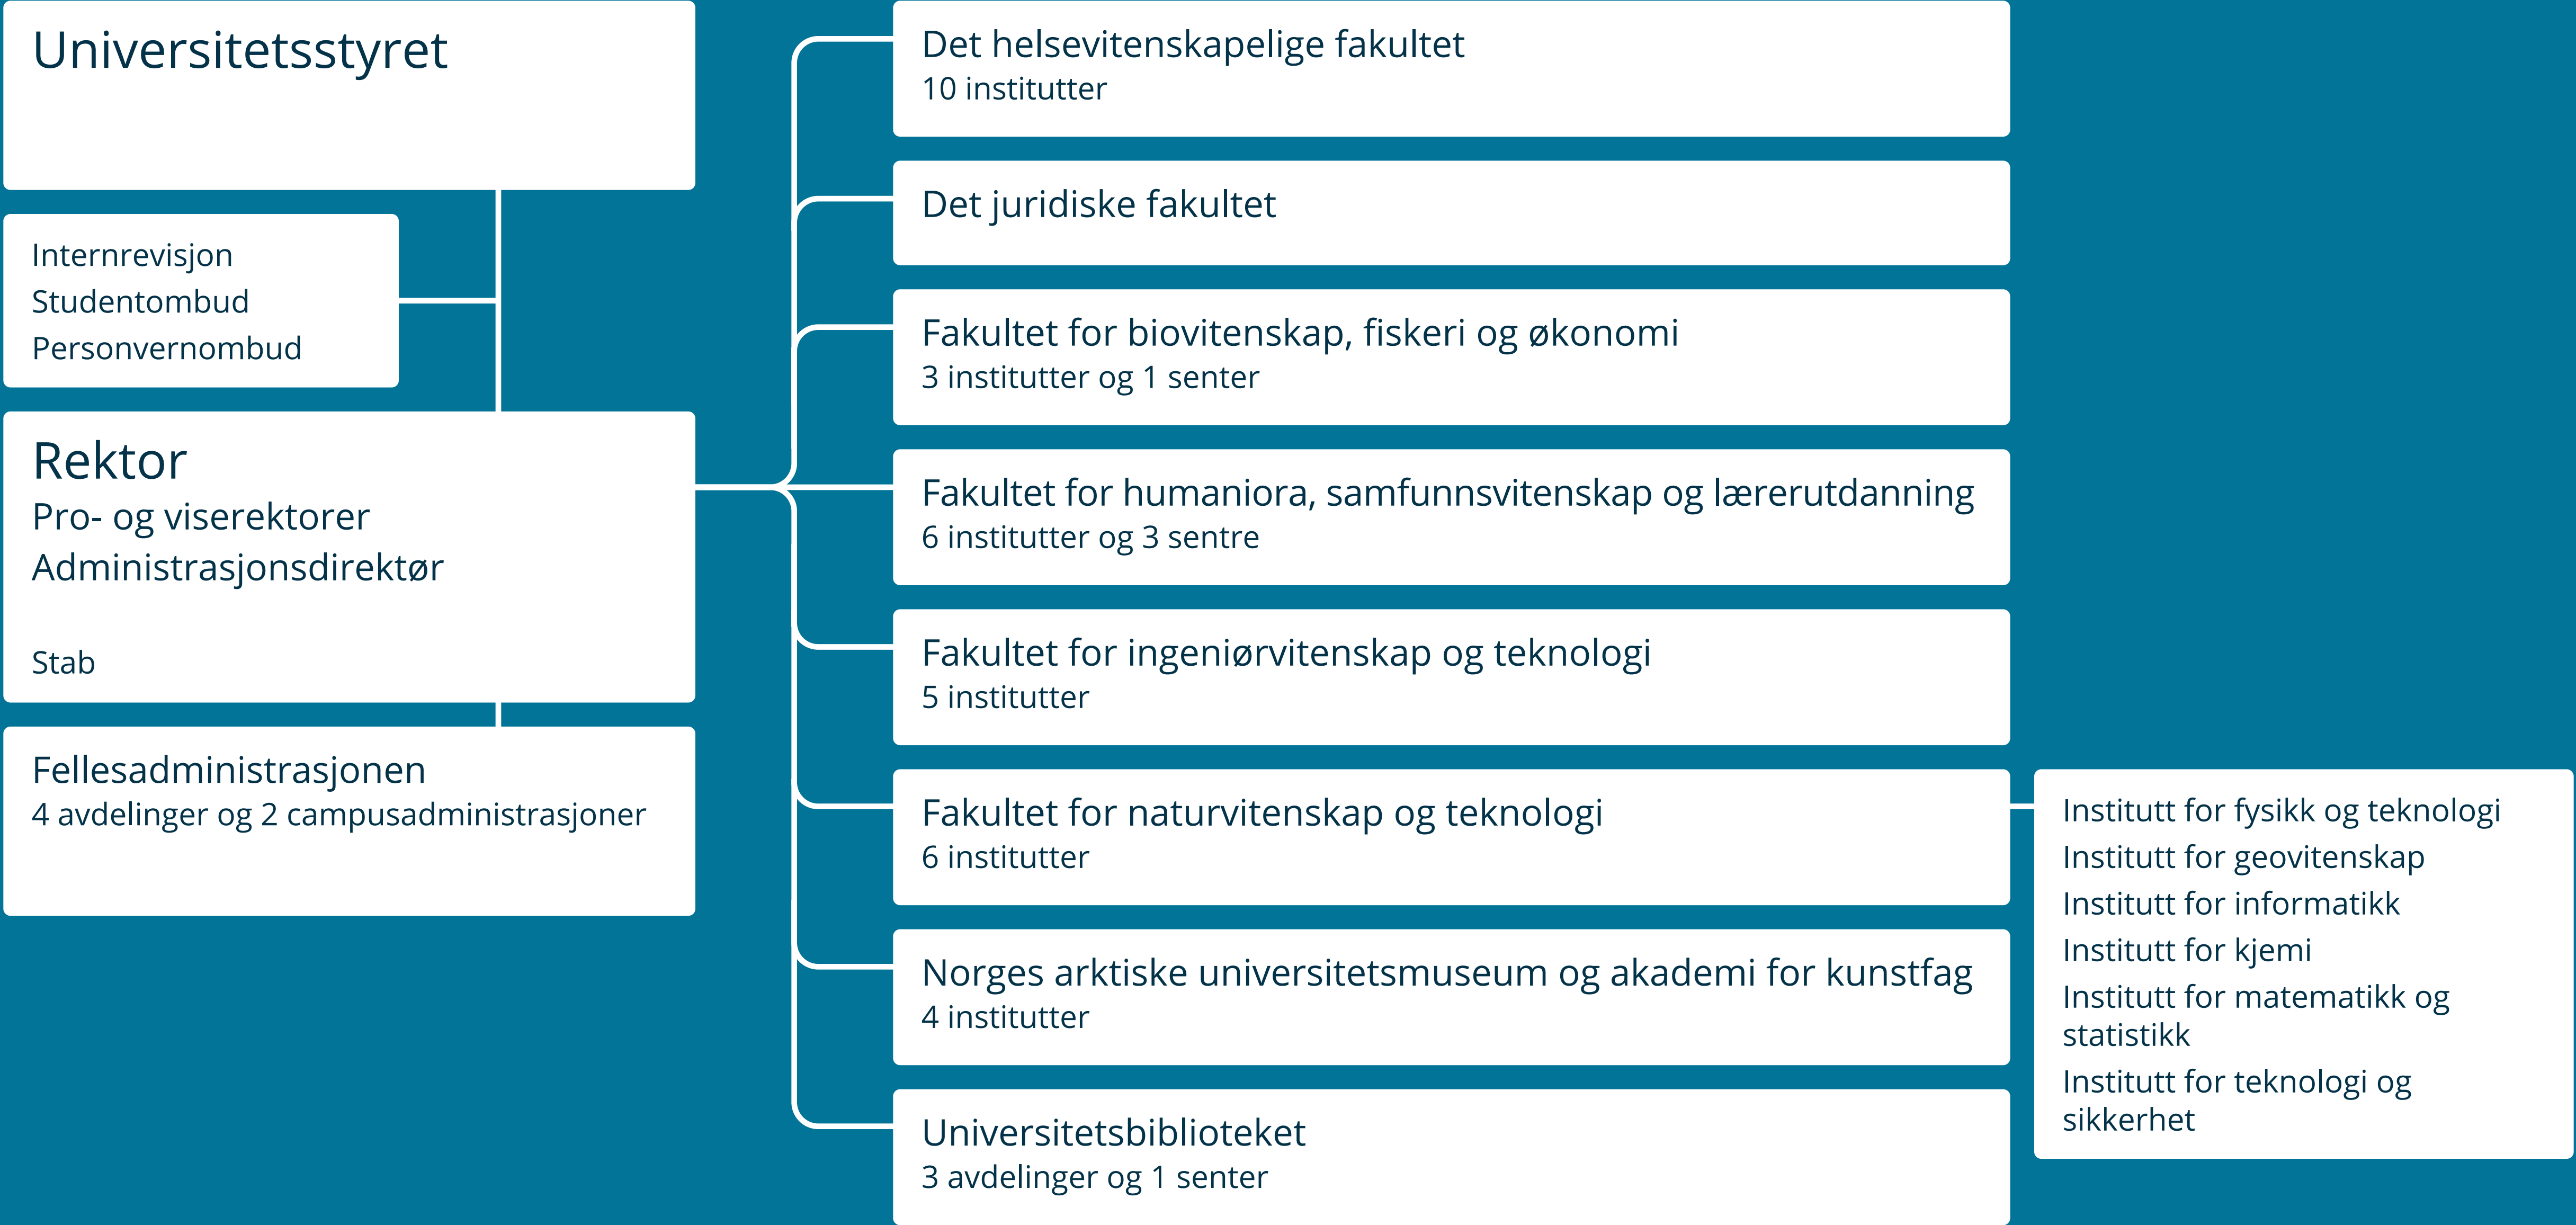 Universitetsstyret
Internrevisjon
Studentombud
Personvernombud
Rektor
Pro- og viserektorer
Administrasjonsdirektør
Stab
Fellesadministrasjonen
4 avdelinger og 2 campusadministrasjoner
Det helsevitenskapelige fakultet
10 institutter
Det juridiske fakultet
Fakultet for biovitenskap, fiskeri og økonomi
3 institutter og 1 senter
Fakultet for humaniora, samfunnsvitenskap og lærerutdanning
6 institutter og 3 sentre
Fakultet for ingeniørvitenskap og teknologi
5 institutter
Fakultet for naturvitenskap og teknologi
6 institutter
Norges arktiske universitetsmuseum og akademi for kunstfag
4 institutter
Universitetsbiblioteket
3 avdelinger og 1 senter
Institutt for fysikk og teknologi
Institutt for geovitenskap
Institutt for informatikk
Institutt for kjemi
Institutt for matematikk og
statistikk
Institutt for teknologi og
sikkerhet